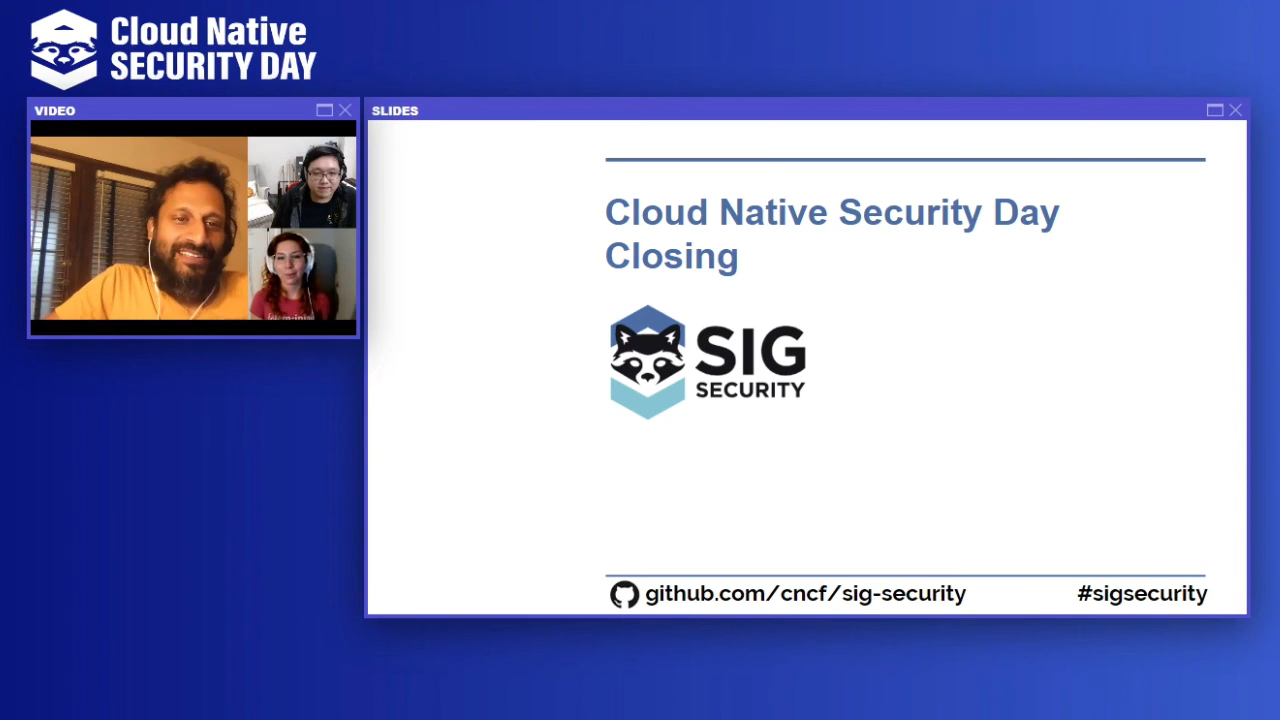 Cloud Native
SECURITY DAY
VIDEO
SLIDES
Cloud Native Security Day
Closing
SIG
SECURITY
github.com/cncf/sig-security
#sigsecurity